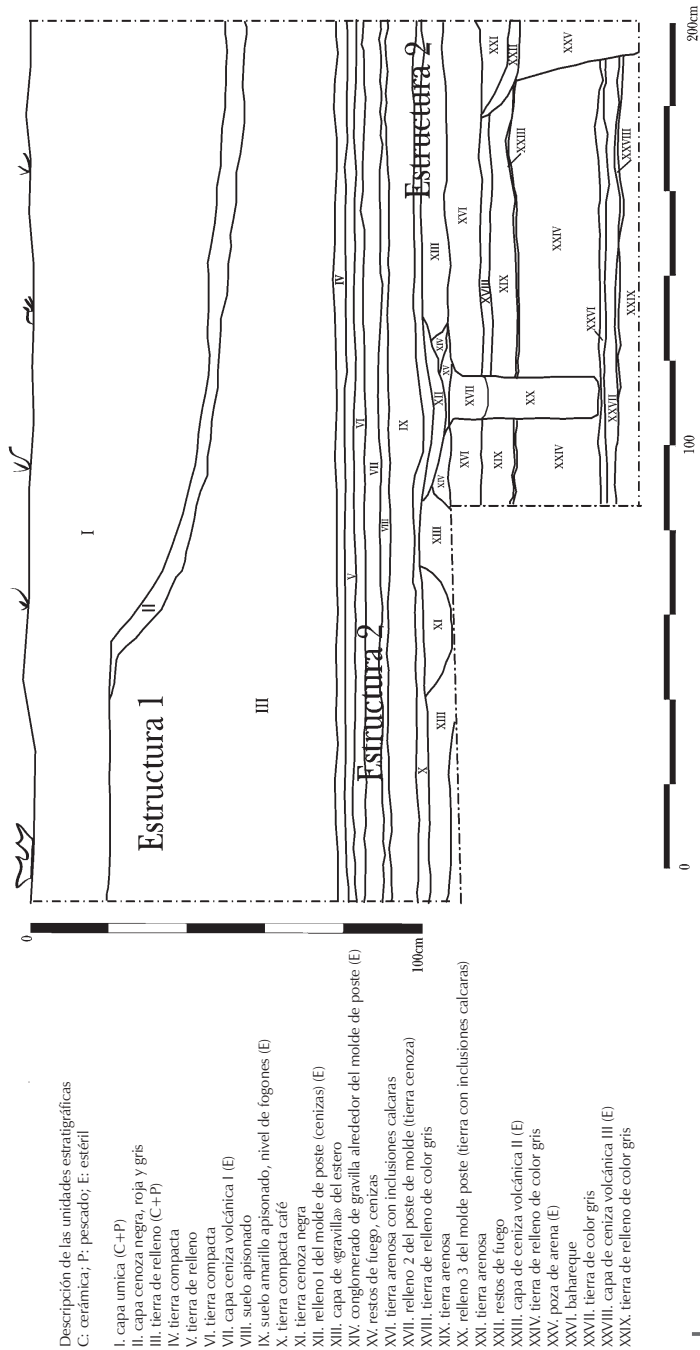 Descripción de las unidades estratigráficas
C: cerámica; P: pescado; E: estéril
I. capa umica (C+P)
II. capa cenoza negra, roja y gris
III. tierra de relleno (C+P)
IV. tierra compacta
V. tierra de relleno
VI. tierra compacta
VII. capa ceniza volcánica I (E)
VIII. suelo apisonado
IX. suelo amarillo apisonado, nivel de fogones (E)
X. tierra compacta café
XI. tierra cenoza negra
XII. relleno I del molde de poste (cenizas) (E)
XIII. capa de «gravilla» del estero
XIV. conglomerado de gravilla alrededor del molde de poste (E)
XV. restos de fuego, cenizas
XVI. tierra arenosa con inclusiones calcaras
XVII. relleno 2 del poste de molde (tierra cenoza)
XVIII. tierra de relleno de color gris
XIX. tierra arenosa
XX. relleno 3 del molde poste (tierra con inclusiones calcaras)
XXI. tierra arenosa
XXII. restos de fuego
XXIII. capa de ceniza volcánica II (E)
XXIV. tierra de relleno de color gris
XXV. poza de arena (E)
XXVI. bahareque
XXVII. tierra de color gris
XXVIII. capa de ceniza volcánica III (E)
XXIX. tierra de relleno de color gris
0
100cm
I
II
Estructura 1
III
IV
V
VI
VII
VIII
IX
Estructura 2
Estructura 2
X
XI
XII
XIII
XIII
XIII
XIV
XIV
XV
XVI
XVI
XVII
XVIII
XIX
XIX
XX
XXI
XXII
XXIII
XXIV
XXIV
XXV
XXVI
XXVII
XXVIII
XXIX
0
100
200cm